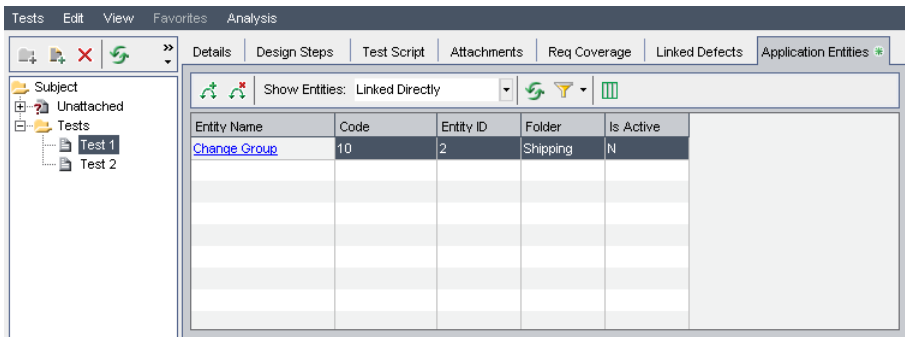 Tests Edit View Favorites Analysis
» Details Design Steps Test Script Attachments Req Coverage Linked Defects Application Entities *
Subject
Unattached
Tests
Test 1
Test 2
Show Entities: Linked Directly
Entity Name Code Entity ID Folder Is Active
Change Group 10 2 Shipping N